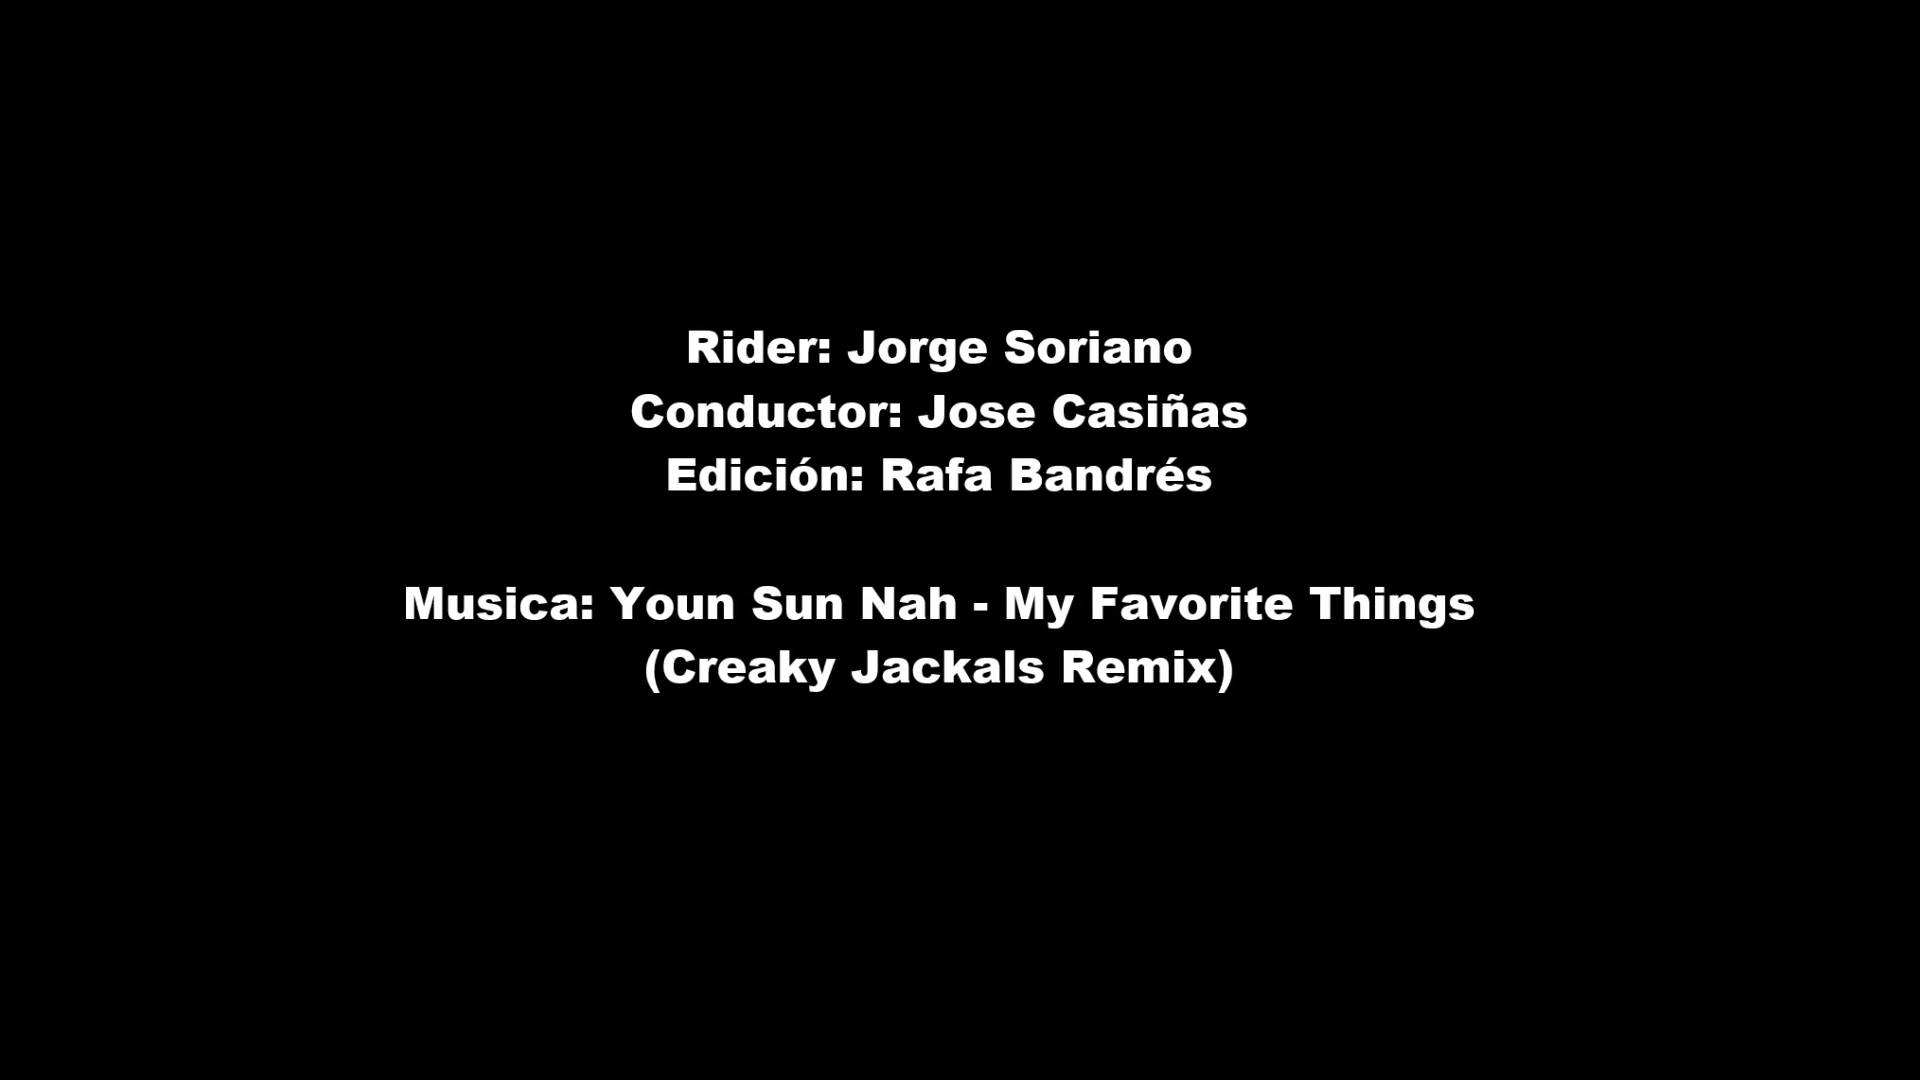 Rider: Jorge Soriano
Conductor: Jose Casiñas
Edición: Rafa Bandrés
Musica: Youn Sun Nah - My Favorite Things
(Creaky Jackals Remix)